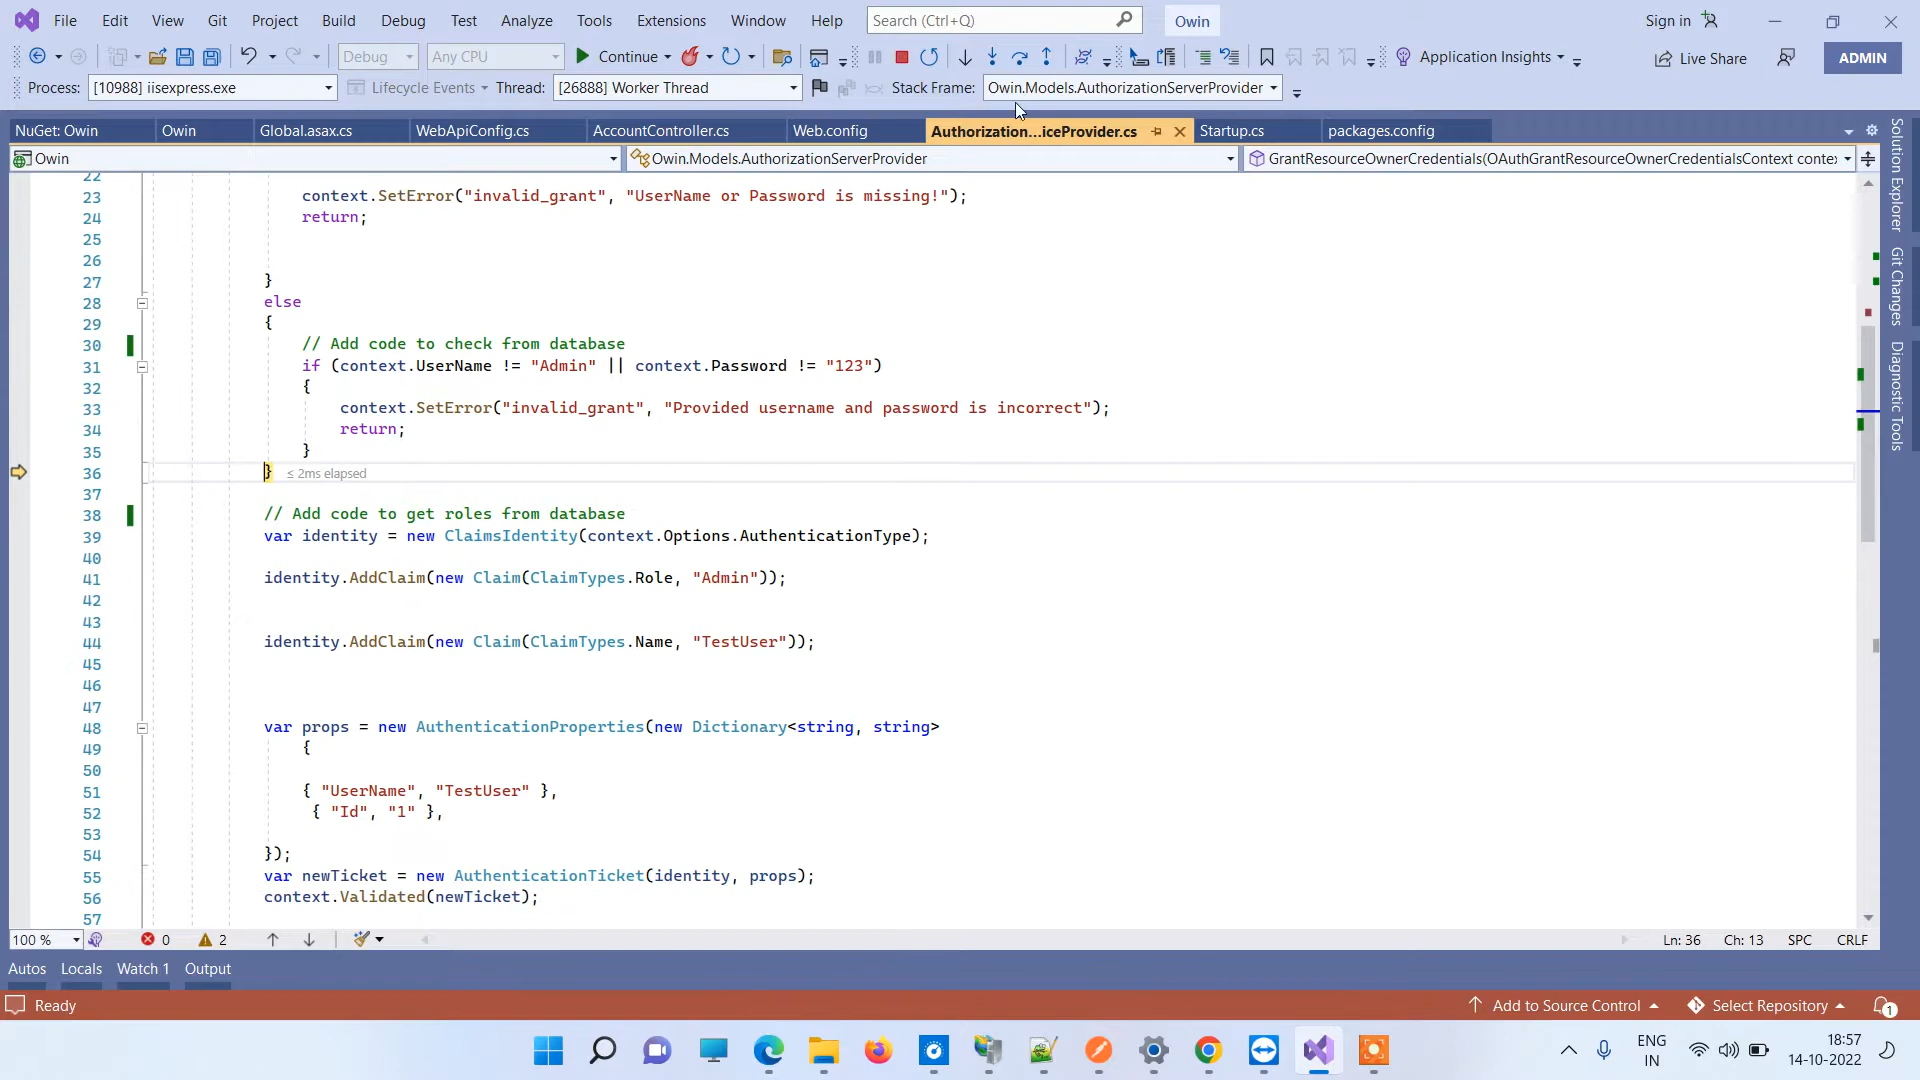 File Edit View Git Project Build Debug Test Analyze Tools Extensions Window Help Search (Ctrl+Q) Owin Sign in
Debug Any CPU Continue Application Insights Live Share ADMIN
Process: [10988] iisexpress.exe Lifecycle Events Thread: [26888] Worker Thread Stack Frame: Owin.Models.AuthorizationServerProvider
NuGet: Owin Owin Global.asax.cs WebApiConfig.cs AccountController.cs Web.config Authorization...iceProvider.cs Startup.cs packages.config
Owin Owin.Models.AuthorizationServerProvider GrantResourceOwnerCredentials(OAuthGrantResourceOwnerCredentialsContext conte
22
23 context.SetError("invalid_grant", "UserName or Password is missing!");
24 return;
25
26
27 }
28 else
29 {
30 // Add code to check from database
31 if (context.UserName != "Admin" || context.Password != "123")
32 {
33 context.SetError("invalid_grant", "Provided username and password is incorrect");
34 return;
35 }
36 } ≤ 2ms elapsed
37
38 // Add code to get roles from database
39 var identity = new ClaimsIdentity(context.Options.AuthenticationType);
40
41 identity.AddClaim(new Claim(ClaimTypes.Role, "Admin"));
42
43
44 identity.AddClaim(new Claim(ClaimTypes.Name, "TestUser"));
45
46
47
48 var props = new AuthenticationProperties(new Dictionary<string, string>
49 {
50
51 { "UserName", "TestUser" },
52 { "Id", "1" },
53
54 });
55 var newTicket = new AuthenticationTicket(identity, props);
56 context.Validated(newTicket);
57
Solution Explorer
Git Changes
Diagnostic Tools
100 % 0 2 Ln: 36 Ch: 13 SPC CRLF
Autos Locals Watch 1 Output
Ready Add to Source Control Select Repository 1
ENG
IN
18:57
14-10-2022